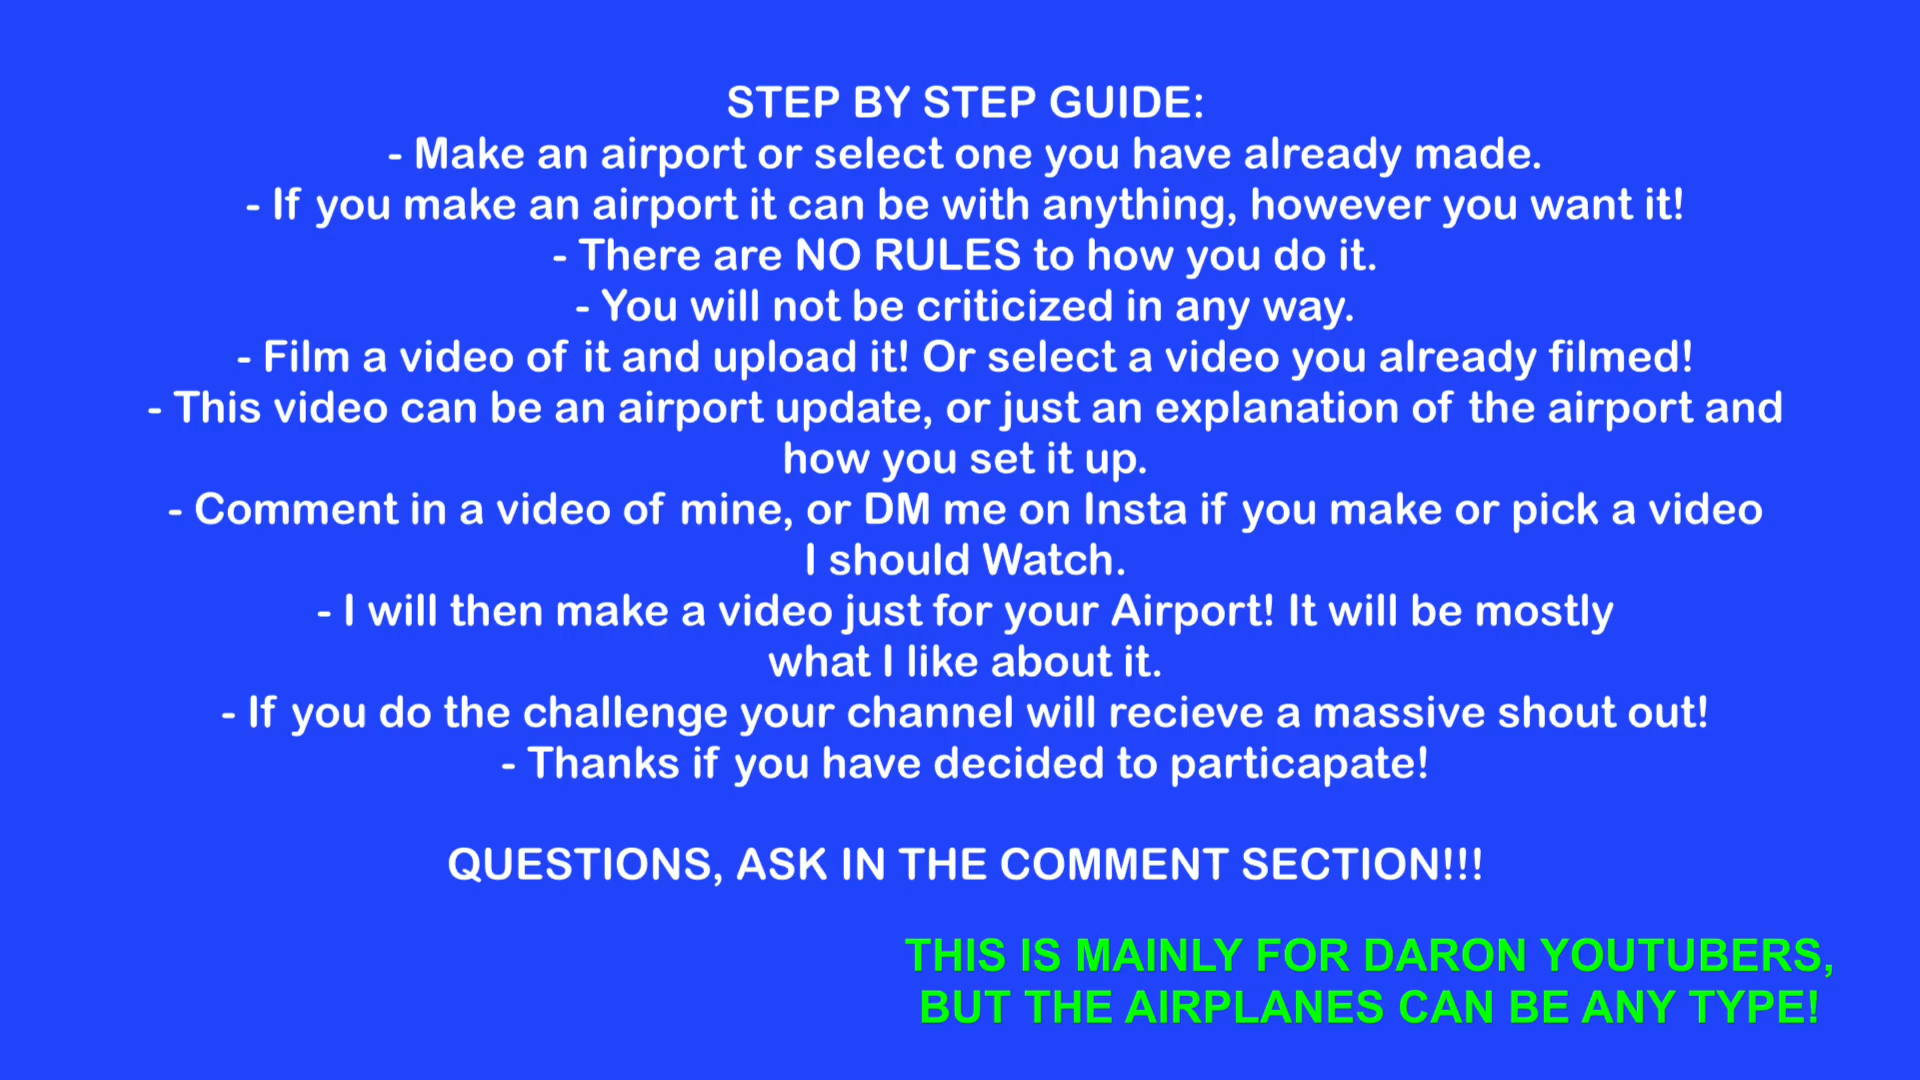 STEP BY STEP GUIDE:
- Make an airport or select one you have already made.
- If you make an airport it can be with anything, however you want it!
- There are NO RULES to how you do it.
- You will not be criticized in any way.
- Film a video of it and upload it! Or select a video you already filmed!
- This video can be an airport update, or just an explanation of the airport and
how you set it up.
- Comment in a video of mine, or DM me on Insta if you make or pick a video
I should Watch.
- I will then make a video just for your Airport! It will be mostly
what I like about it.
- If you do the challenge your channel will recieve a massive shout out!
- Thanks if you have decided to particapate!
QUESTIONS, ASK IN THE COMMENT SECTION!!!
THIS IS MAINLY FOR DARON YOUTUBERS,
BUT THE AIRPLANES CAN BE ANY TYPE!